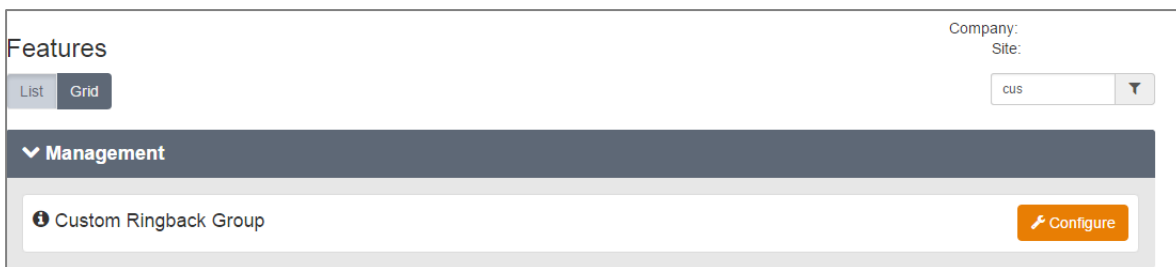 Company:
Features
Site:
List Grid
cus
Management
Custom Ringback Group
Configure